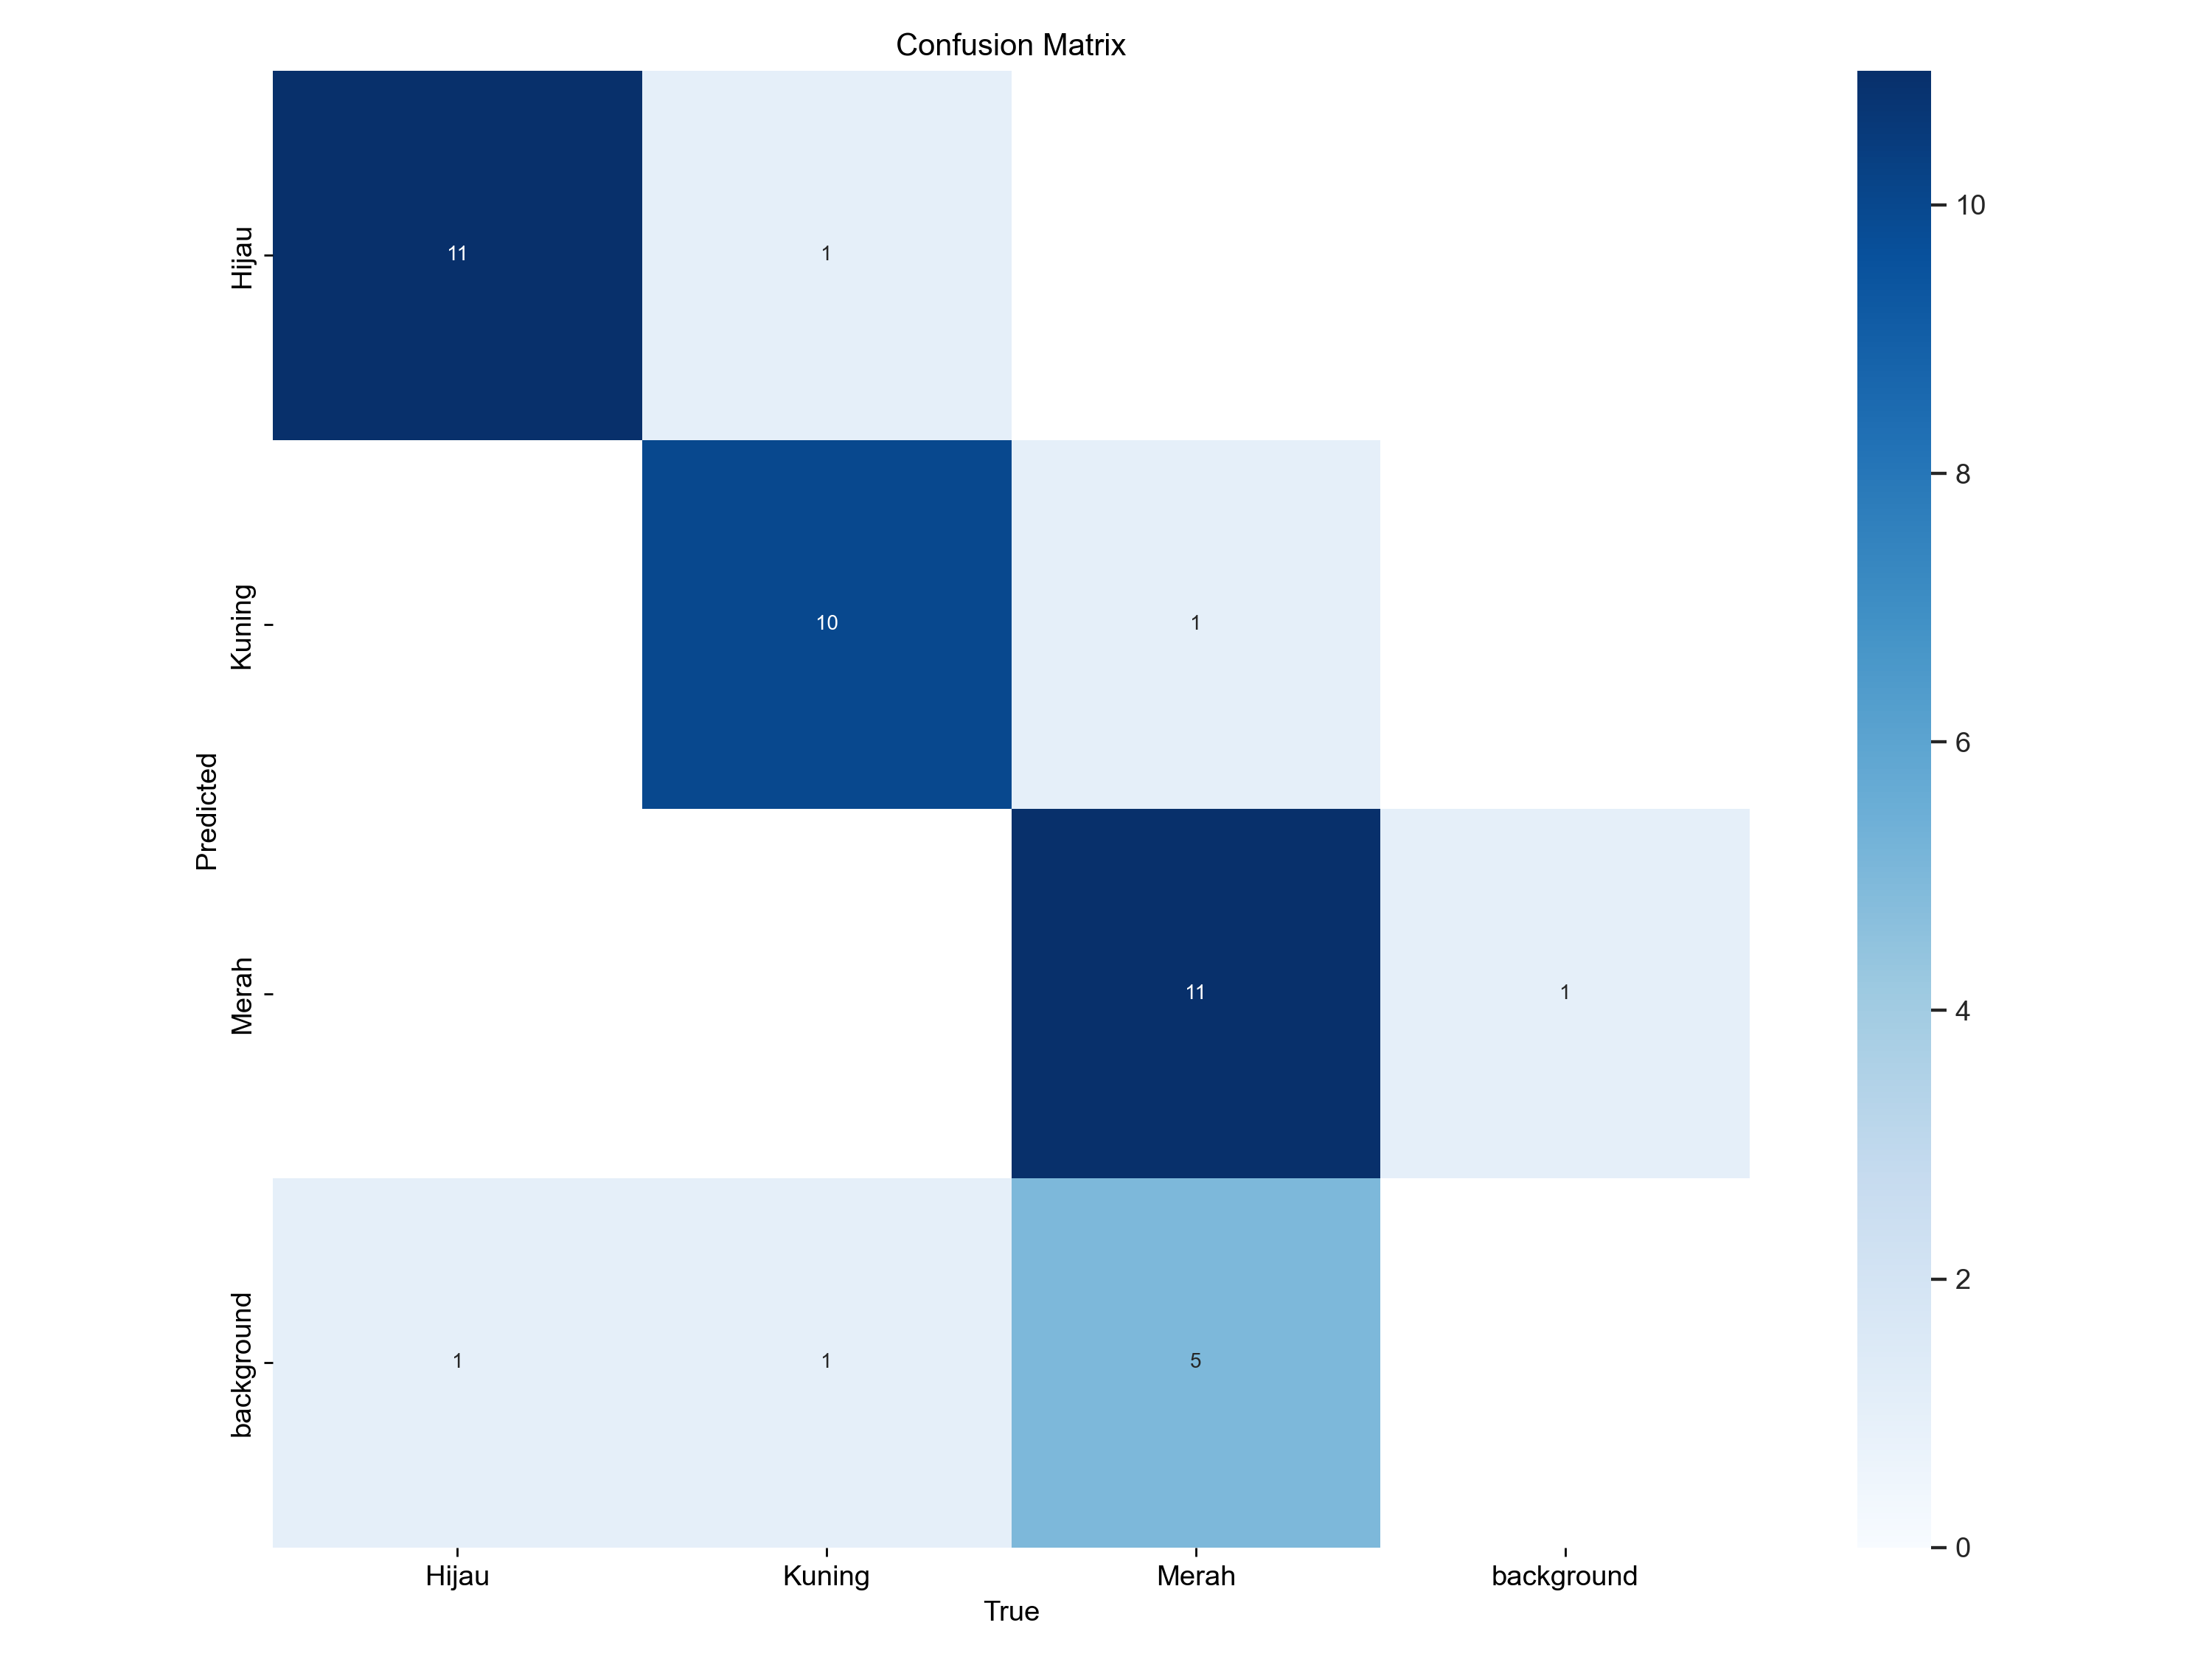 Confusion Matrix
Hijau
11
1
Kuning
10
1
Predicted
Merah
11
1
background
1
1
5
Hijau
Kuning
Merah
background
True
10
8
6
4
2
0